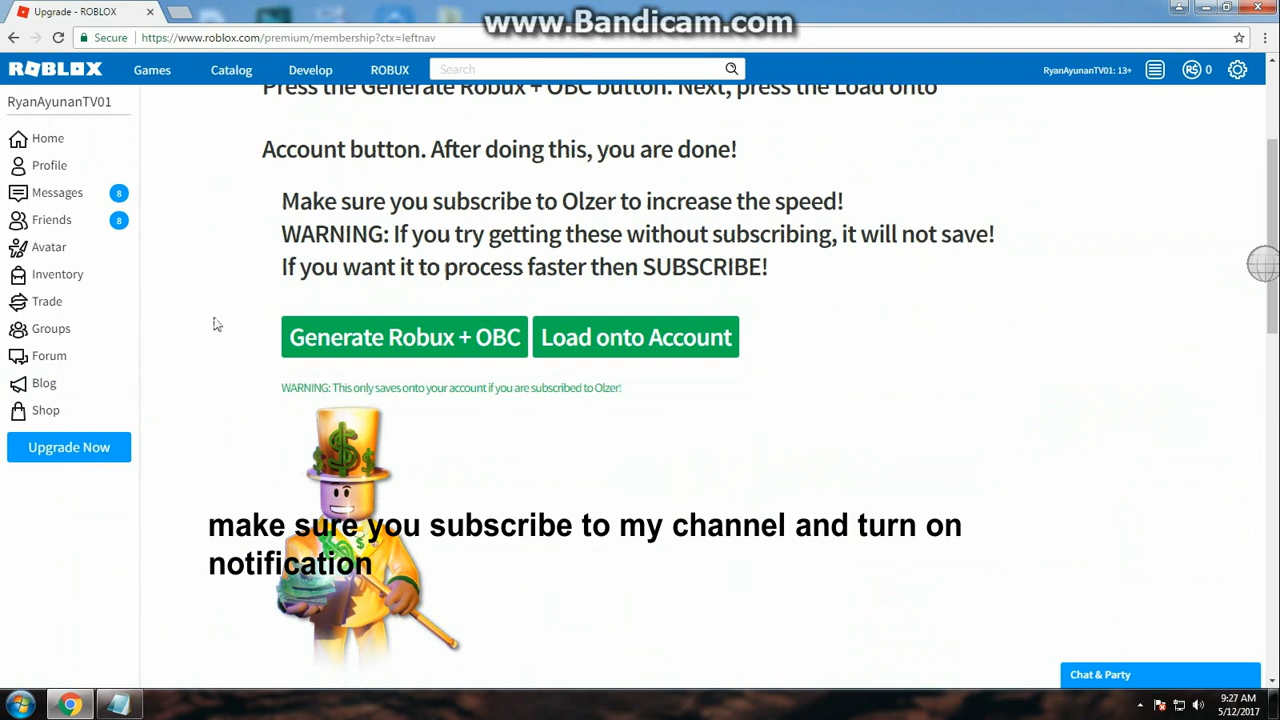 Upgrade - ROBLOX
www.Bandicam.com
Secure https://www.roblox.com/premium/membership?ctx=leftnav
ROBLOX Games Catalog Develop ROBUX Search RyanAyunanTV01: 13+ R$ 0
RyanAyunanTV01
Home
Profile
Messages 8
Friends 8
Avatar
Inventory
Trade
Groups
Forum
Blog
Shop
Upgrade Now
Press the Generate Robux + OBC button. Next, press the Load onto
Account button. After doing this, you are done!
Make sure you subscribe to Olzer to increase the speed!
WARNING: If you try getting these without subscribing, it will not save!
If you want it to process faster then SUBSCRIBE!
Generate Robux + OBC Load onto Account
WARNING: This only saves onto your account if you are subscribed to Olzer!
make sure you subscribe to my channel and turn on
notification
Chat & Party
9:27 AM
5/12/2017